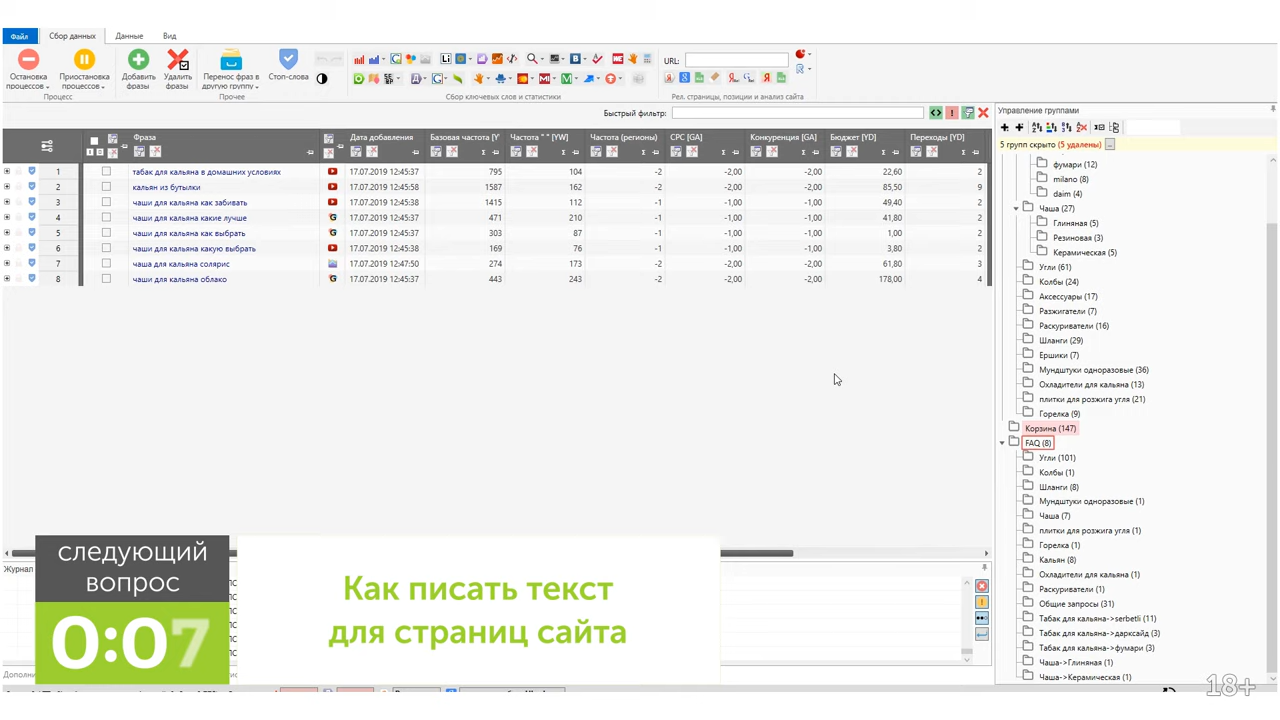 Файл
Сбор данных
Данные
Вид
Остановка процессов
Приостановка процессов
Добавить фразы
Удалить фразы
Перенос фраз в другую группу
Стоп-слова
URL:
Процесс
Прочее
Сбор ключевых слов и статистики
Rel. страницы, позиции и анализ сайта
Быстрый фильтр:
Фраза Дата добавления Базовая частота [Y Частота " " [YW] Частота (регионы) CPC [GA] Конкуренция [GA] Бюджет [YD] Переходы [YD]
1 табак для кальяна в домашних условиях 17.07.2019 12:45:37 795 104 -2 -2,00 -2,00 22,60 2
2 кальян из бутылки 17.07.2019 12:45:38 1587 162 -2 -2,00 -2,00 85,50 9
3 чаши для кальяна как забивать 17.07.2019 12:45:38 1415 112 -1 -1,00 -1,00 49,40 2
4 чаши для кальяна какие лучше 17.07.2019 12:45:37 471 210 -1 -1,00 -1,00 41,80 2
5 чаши для кальяна как выбрать 17.07.2019 12:45:37 303 87 -1 -1,00 -1,00 1,00 2
6 чаши для кальяна какую выбрать 17.07.2019 12:45:38 169 76 -1 -1,00 -1,00 3,80 2
7 чаша для кальяна солярис 17.07.2019 12:47:50 274 173 -2 -2,00 -2,00 61,80 3
8 чаши для кальяна облако 17.07.2019 12:45:37 443 243 -2 -2,00 -2,00 178,00 4
Управление группами
5 групп скрыто (5 удалены)
фумари (12)
milano (8)
daim (4)
Чаша (27)
Глиняная (5)
Резиновая (3)
Керамическая (5)
Угли (61)
Колбы (24)
Аксессуары (17)
Разжигатели (7)
Раскуриватели (16)
Шланги (29)
Ершики (7)
Мундштуки одноразовые (36)
Охладители для кальяна (13)
плитки для розжига угля (21)
Горелка (9)
Корзина (147)
FAQ (8)
Угли (101)
Колбы (1)
Шланги (8)
Мундштуки одноразовые (1)
Чаша (7)
плитки для розжига угля (1)
Горелка (1)
Кальян (8)
Охладители для кальяна (1)
Раскуриватели (1)
Общие запросы (31)
Табак для кальяна->serbetli (11)
Табак для кальяна->дарксайд (3)
Табак для кальяна->фумари (3)
Чаша->Глиняная (1)
Чаша->Керамическая (1)
Журнал
следующий
вопрос
0:07
Как писать текст
для страниц сайта
18+